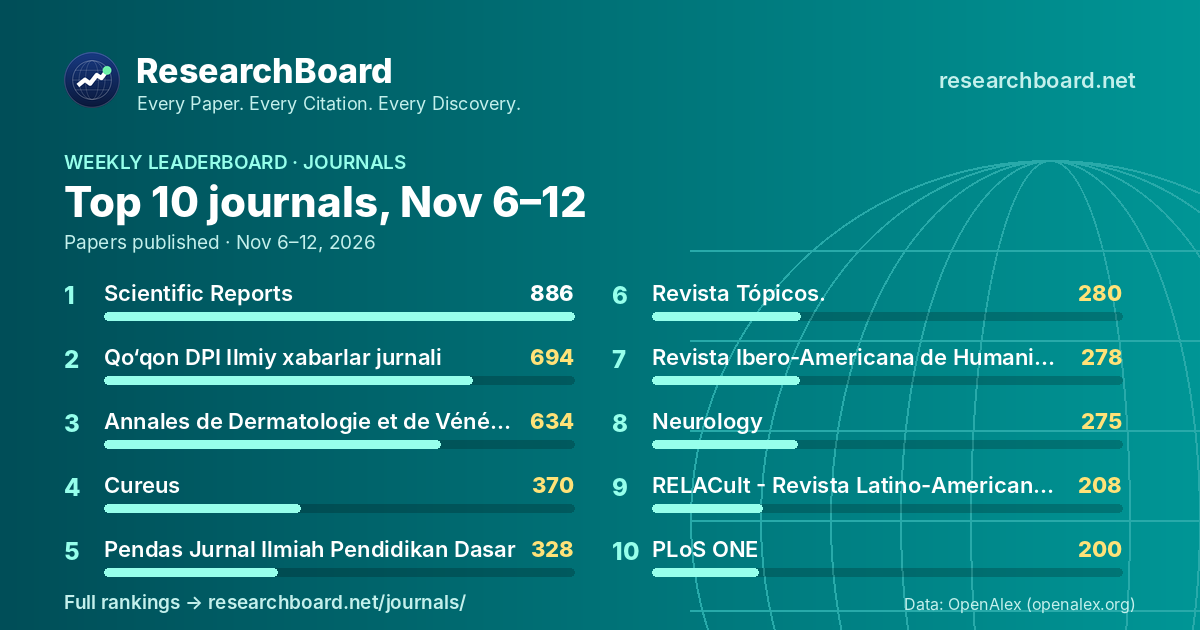 ResearchBoard
Every Paper. Every Citation. Every Discovery.
researchboard.net
WEEKLY LEADERBOARD · JOURNALS
Top 10 journals, Nov 6–12
Papers published · Nov 6–12, 2026
1 Scientific Reports 886
2 Qo‘qon DPI Ilmiy xabarlar jurnali 694
3 Annales de Dermatologie et de Véné... 634
4 Cureus 370
5 Pendas Jurnal Ilmiah Pendidikan Dasar 328
6 Revista Tópicos. 280
7 Revista Ibero-Americana de Humani... 278
8 Neurology 275
9 RELACult - Revista Latino-American... 208
10 PLoS ONE 200
Full rankings → researchboard.net/journals/
Data: OpenAlex (openalex.org)